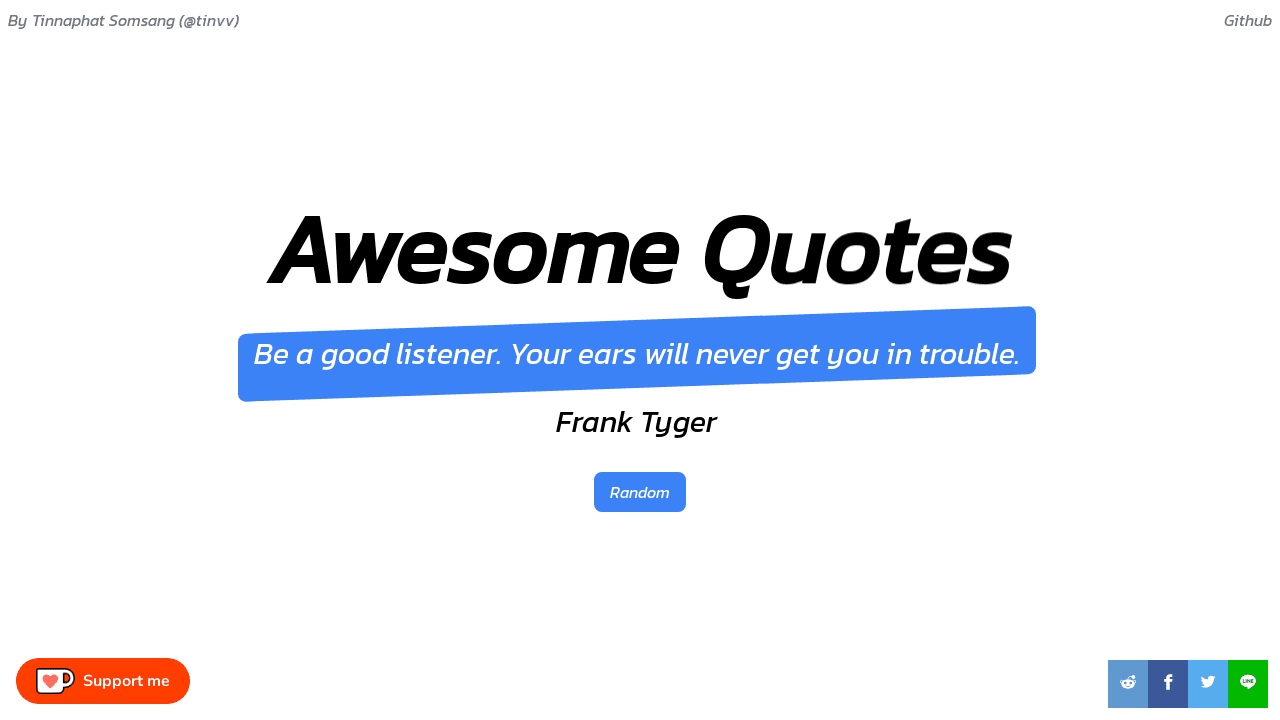 By Tinnaphat Somsang (@tinvv)
Github
Awesome Quotes
Be a good listener. Your ears will never get you in trouble.
Frank Tyger
Random
Support me
LINE